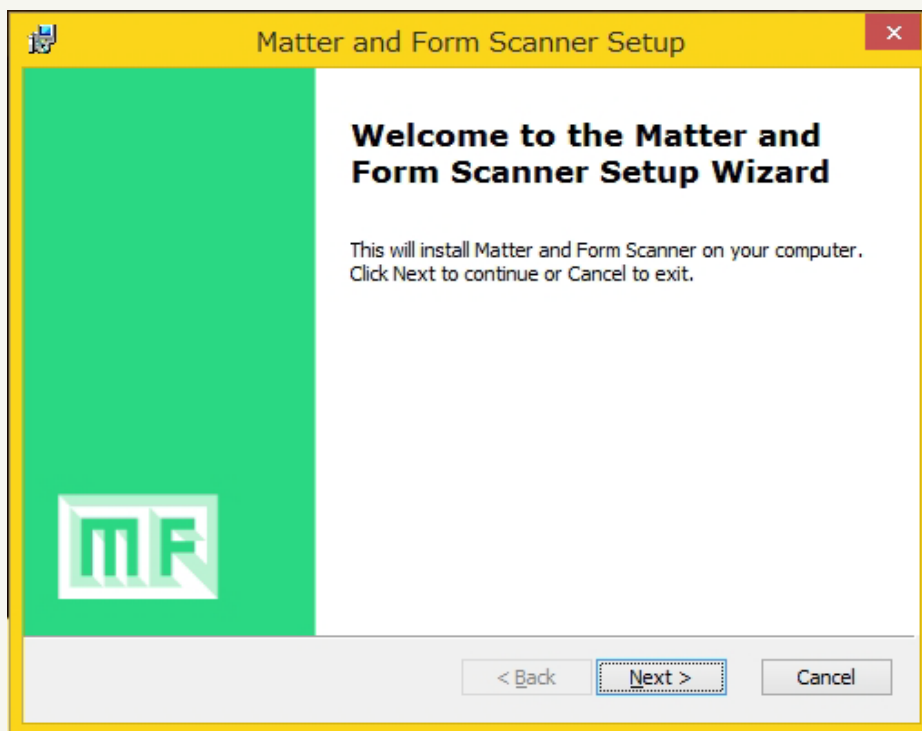 Matter and Form Scanner Setup
Welcome to the Matter and
Form Scanner Setup Wizard
This will install Matter and Form Scanner on your computer.
Click Next to continue or Cancel to exit.
MF
< Back Next > Cancel